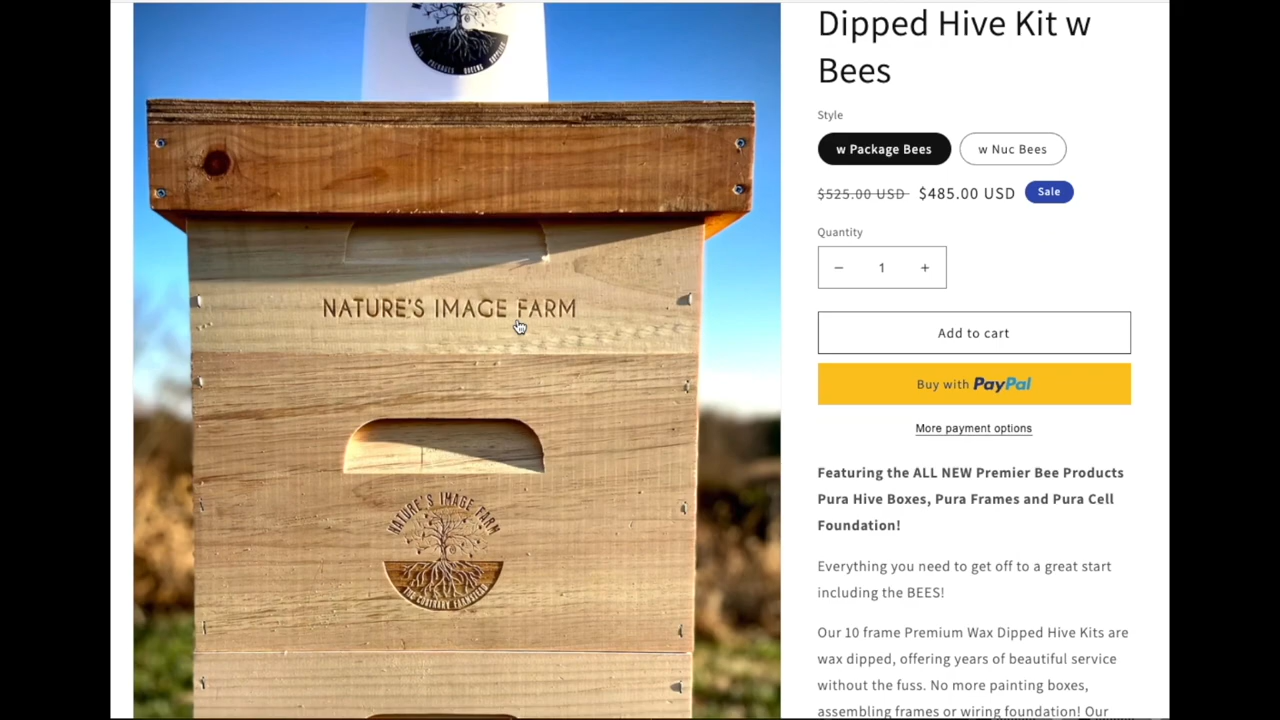 Dipped Hive Kit w
Bees
Style
w Package Bees
w Nuc Bees
$525.00 USD
$485.00 USD
Sale
Quantity
−
1
+
Add to cart
Buy with PayPal
More payment options
Featuring the ALL NEW Premier Bee Products
Pura Hive Boxes, Pura Frames and Pura Cell
Foundation!
Everything you need to get off to a great start
including the BEES!
Our 10 frame Premium Wax Dipped Hive Kits are
wax dipped, offering years of beautiful service
without the fuss. No more painting boxes,
assembling frames or wiring foundation! Our
PACKAGES QUEENS
NATURE'S IMAGE FARM
NATURE'S IMAGE FARM
FARMSTEAD